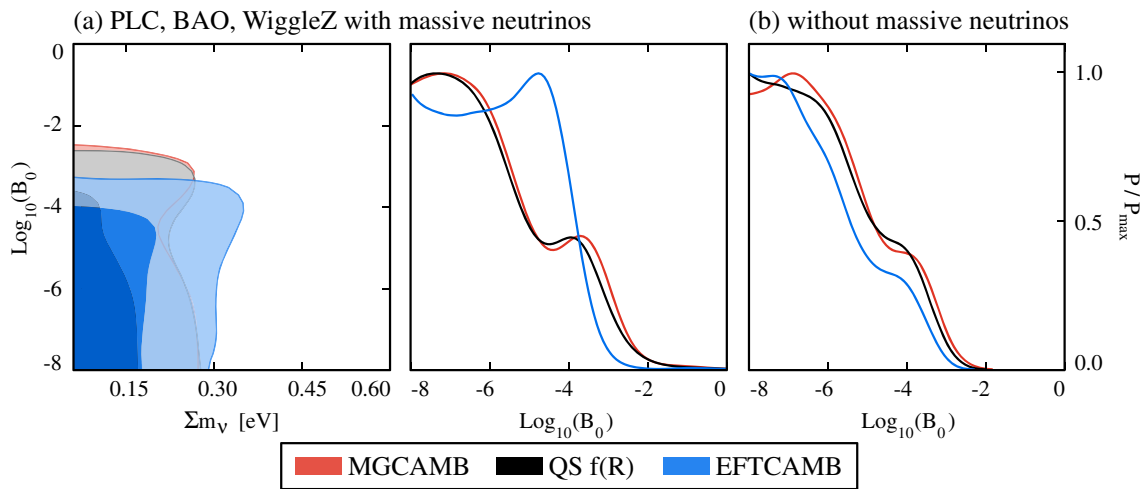 (a) PLC, BAO, WiggleZ with massive neutrinos
(b) without massive neutrinos
Log10(B0)
0
-2
-4
-6
-8
0.15 0.30 0.45 0.60
Σmν [eV]
-8 -6 -4 -2 0
Log10(B0)
-8 -6 -4 -2 0
Log10(B0)
1.0
0.5
0.0
P / Pmax
MGCAMB QS f(R) EFTCAMB